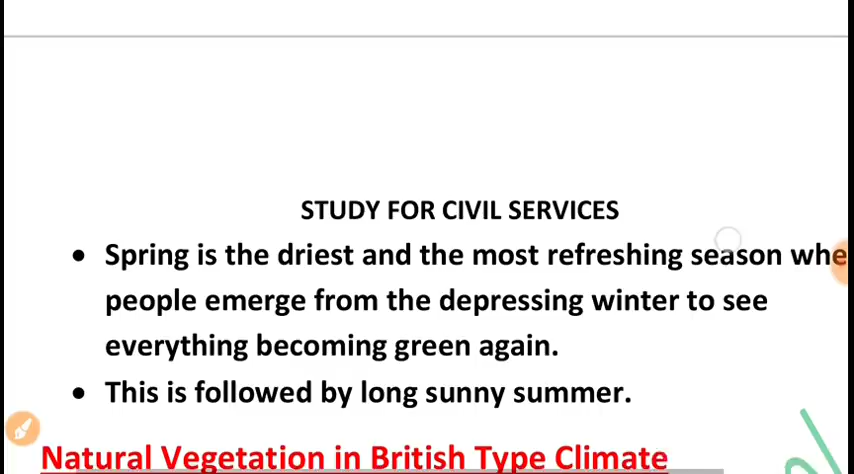 STUDY FOR CIVIL SERVICES
• Spring is the driest and the most refreshing season whe
people emerge from the depressing winter to see
everything becoming green again.
• This is followed by long sunny summer.
Natural Vegetation in British Type Climate